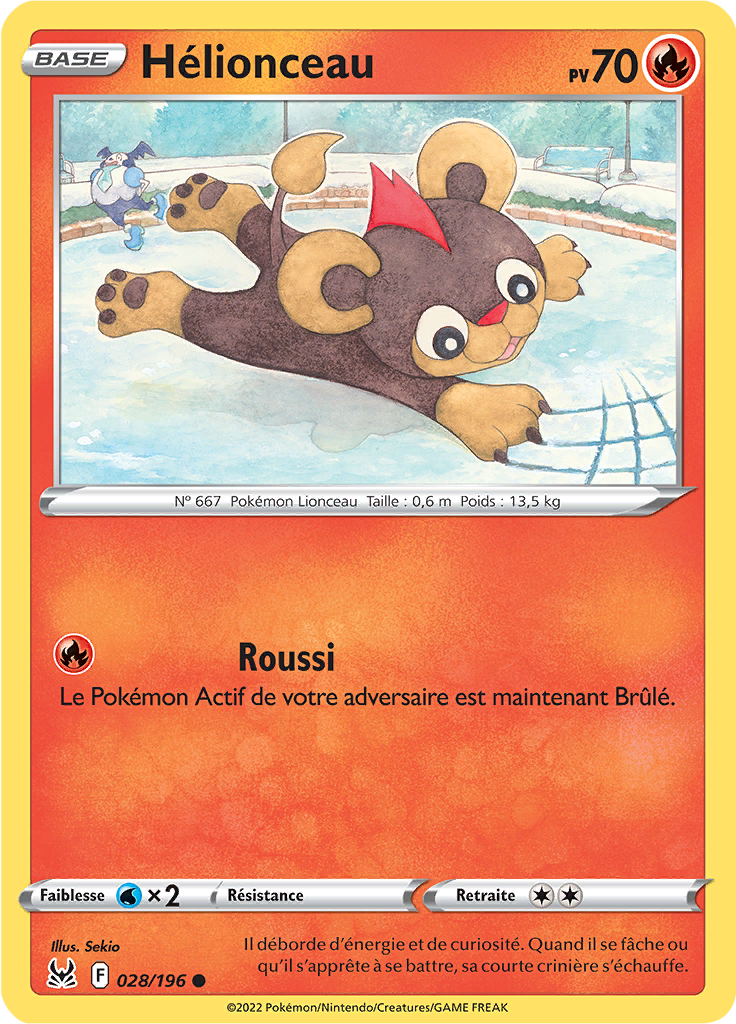 BASE Hélionceau PV 70
N° 667 Pokémon Lionceau Taille : 0,6 m Poids : 13,5 kg
Roussi
Le Pokémon Actif de votre adversaire est maintenant Brûlé.
Faiblesse ×2 Résistance Retraite
Illus. Sekio
Il déborde d'énergie et de curiosité. Quand il se fâche ou
qu'il s'apprête à se battre, sa courte crinière s'échauffe.
F 028/196 ●
©2022 Pokémon/Nintendo/Creatures/GAME FREAK